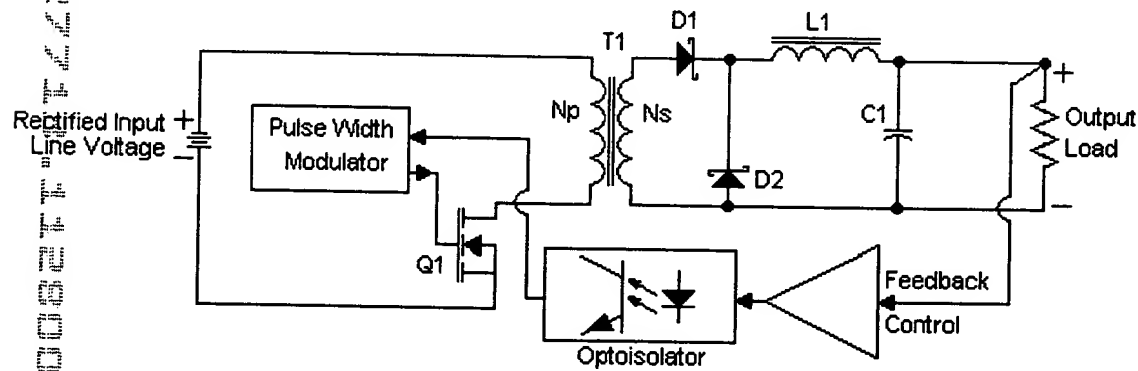 D1
L1
T1
+
Rectified Input
Line Voltage
+
−
Pulse Width
Modulator
Np
Ns
C1
Output
Load
D2
−
Q1
Feedback
Control
Optoisolator